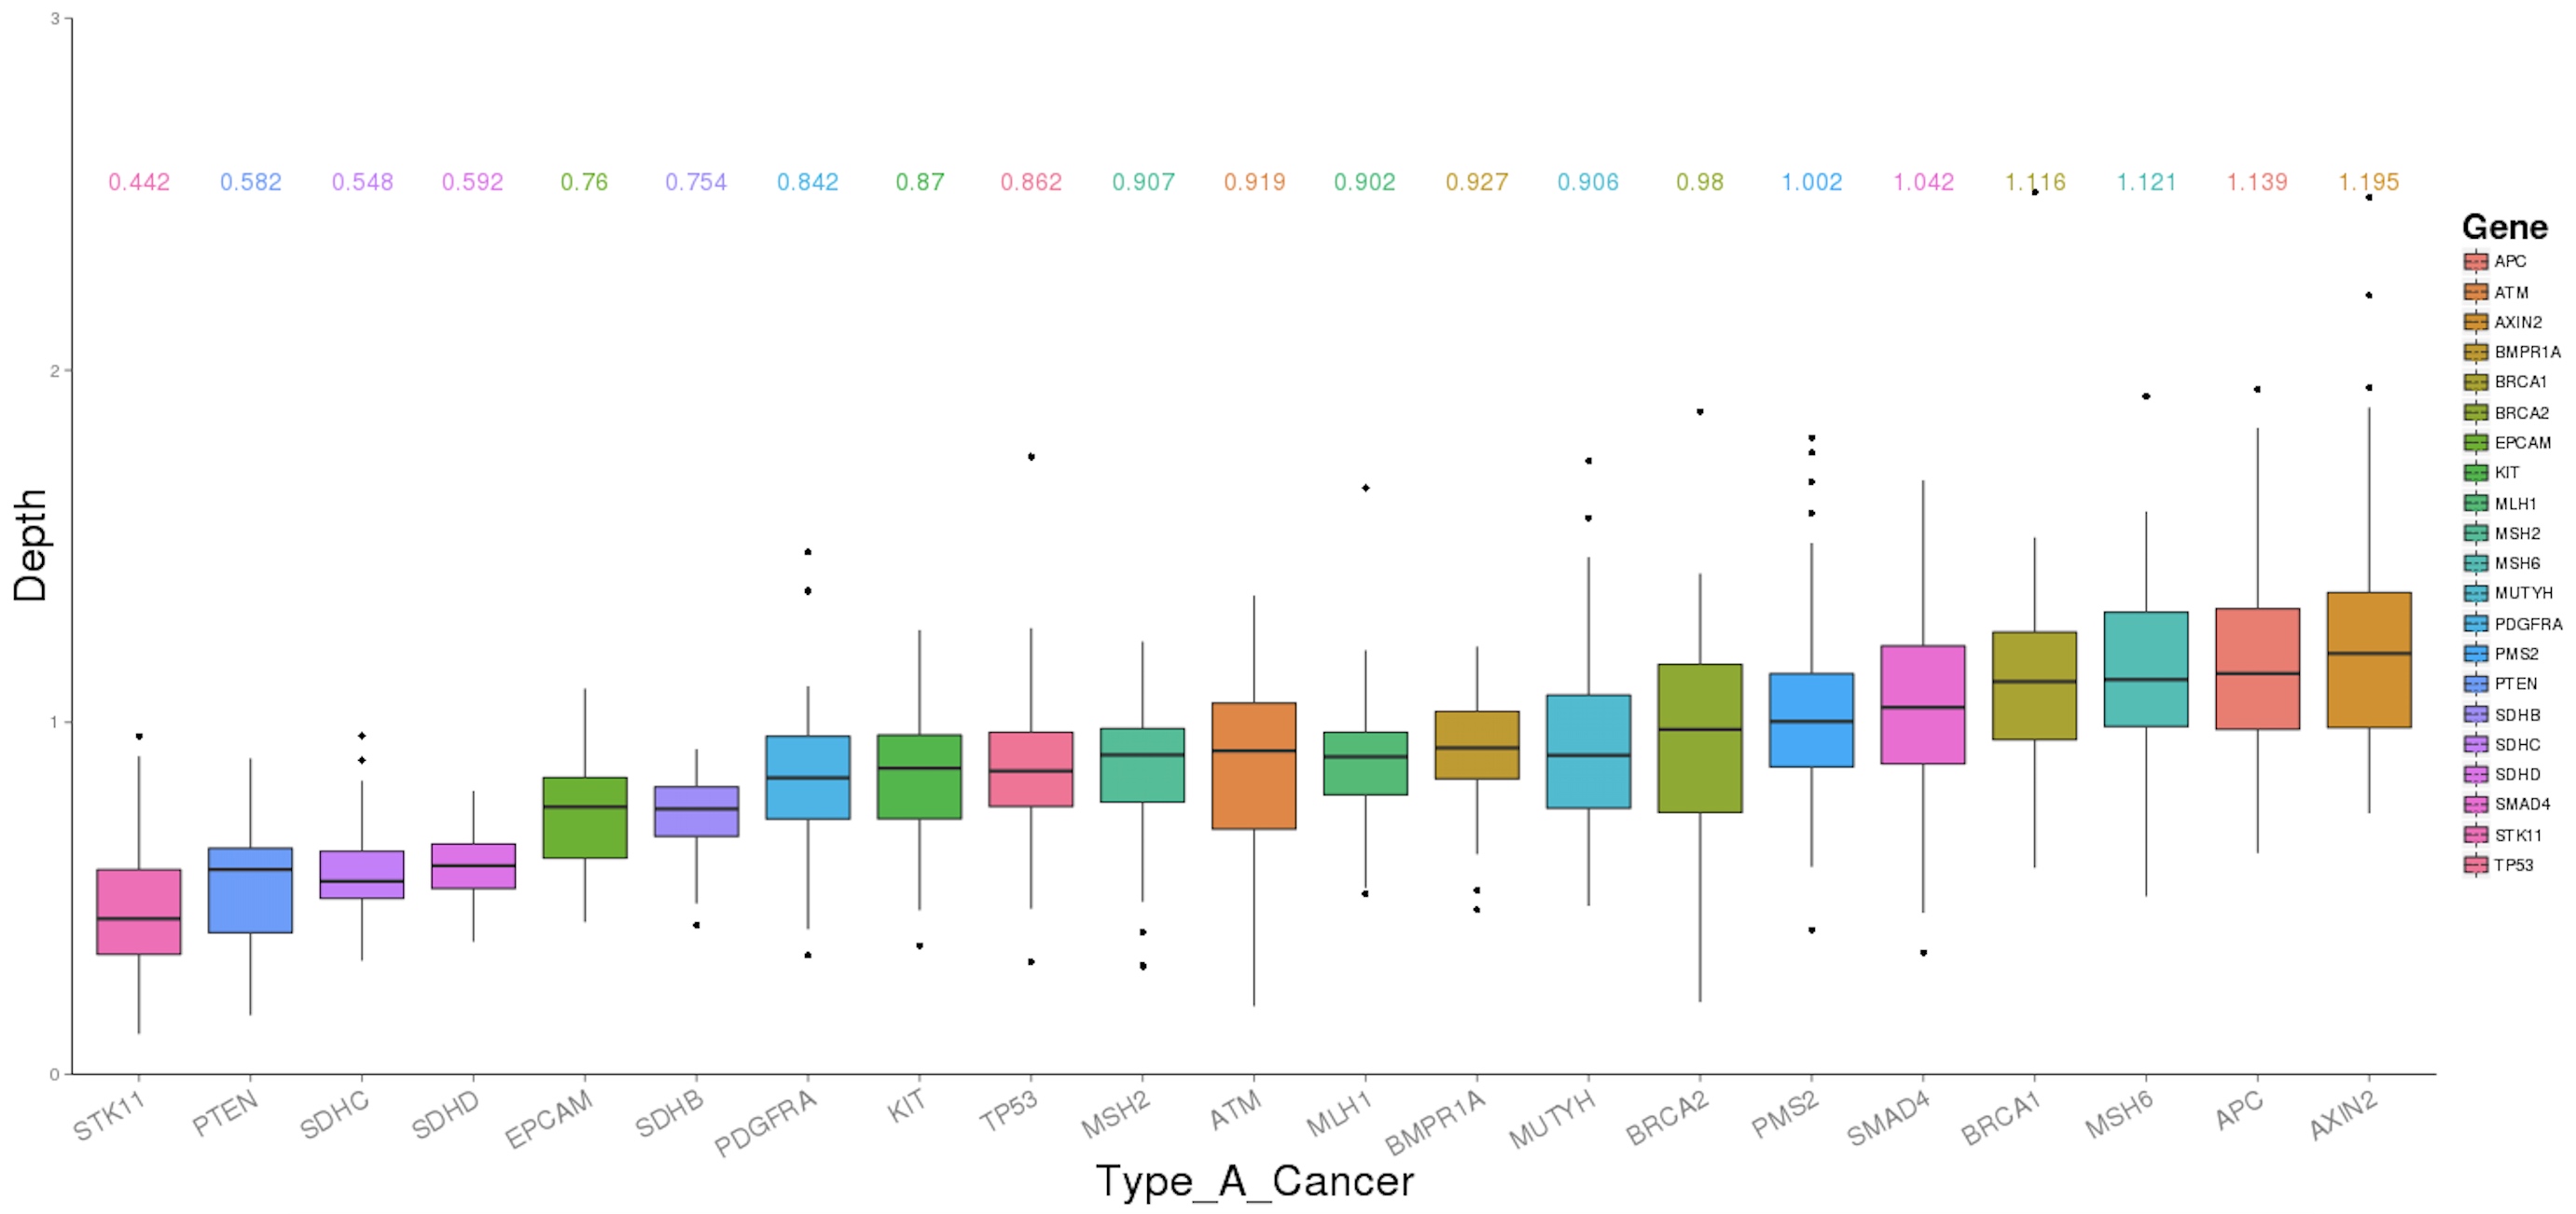 3
0.442 0.582 0.548 0.592 0.76 0.754 0.842 0.87 0.862 0.907 0.919 0.902 0.927 0.906 0.98 1.002 1.042 1.116 1.121 1.139 1.195
Gene
APC
ATM
AXIN2
BMPR1A
BRCA1
BRCA2
EPCAM
KIT
MLH1
MSH2
MSH6
MUTYH
PDGFRA
PMS2
PTEN
SDHB
SDHC
SDHD
SMAD4
STK11
TP53
2
Depth
1
0
STK11 PTEN SDHC SDHD EPCAM SDHB PDGFRA KIT TP53 MSH2 ATM MLH1 BMPR1A MUTYH BRCA2 PMS2 SMAD4 BRCA1 MSH6 APC AXIN2
Type_A_Cancer